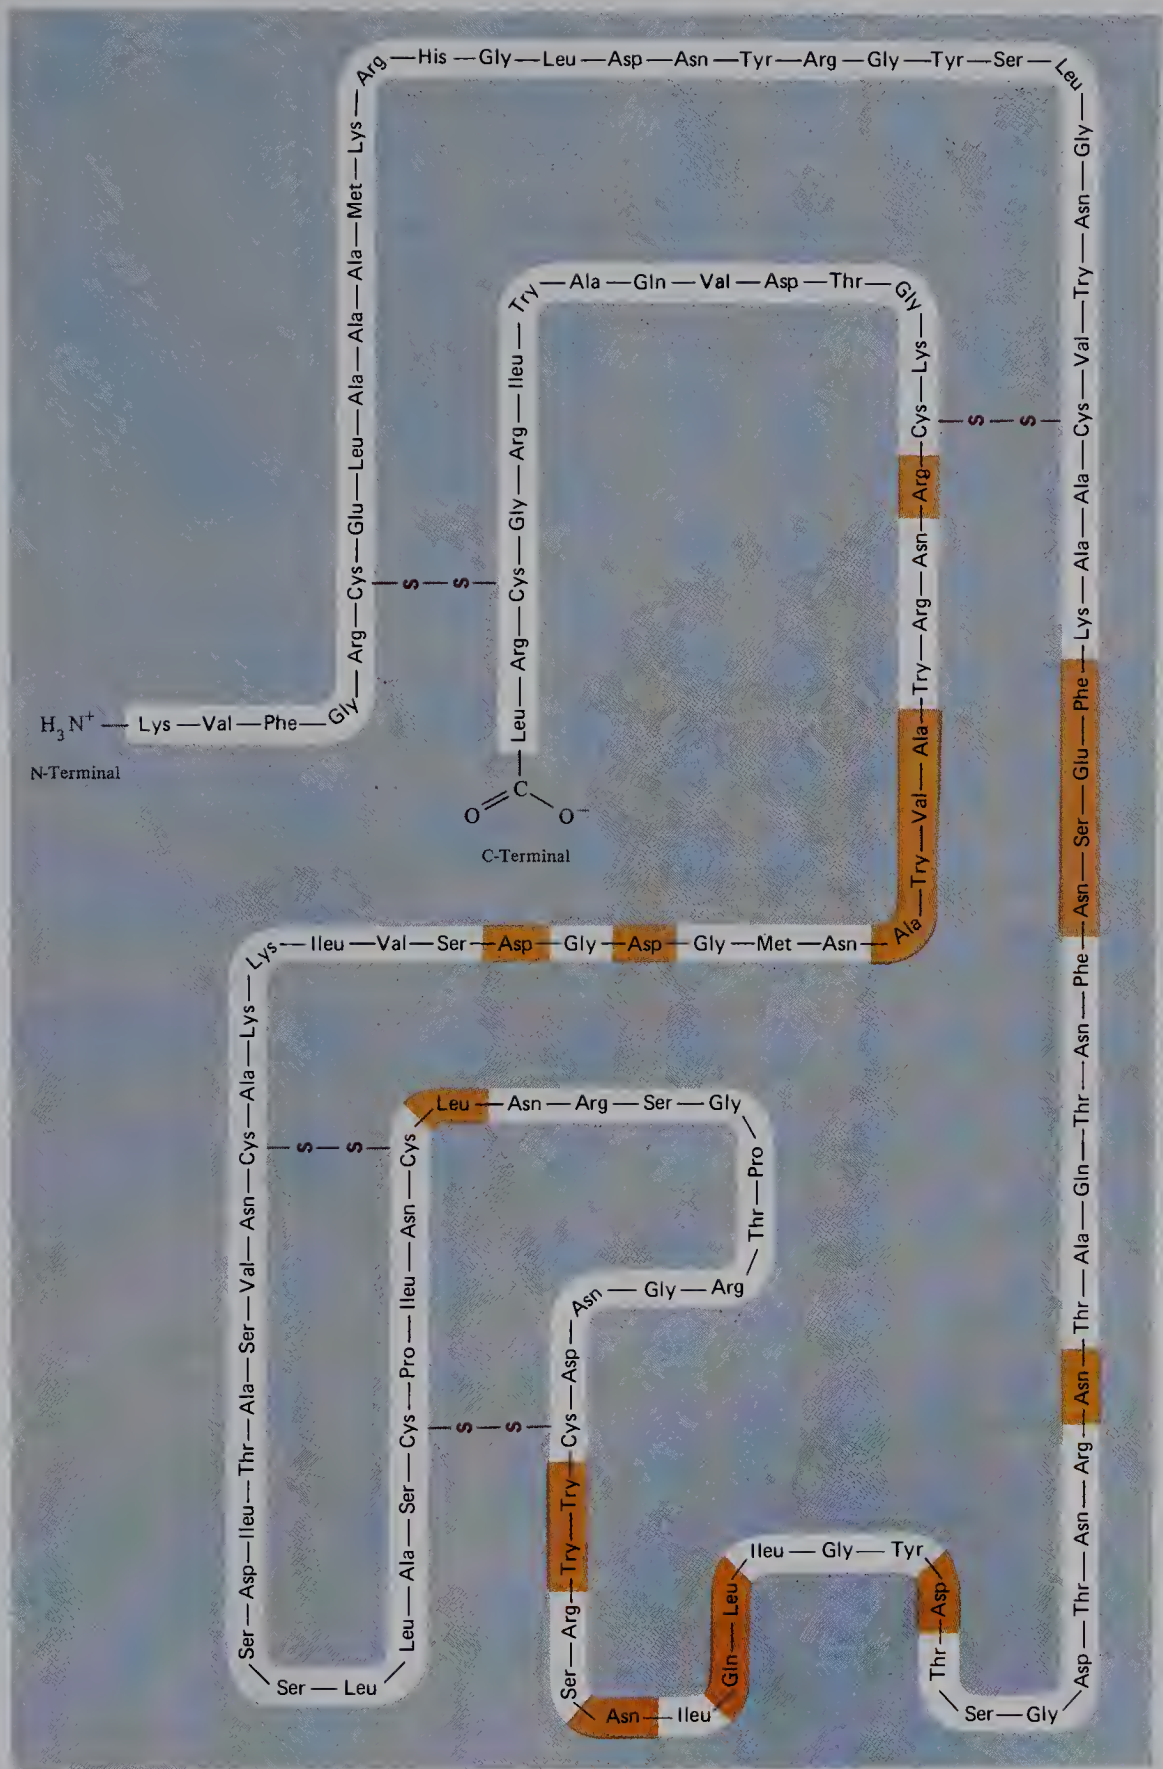 H₃N⁺—Lys—Val—Phe—Gly
N-Terminal
Arg—Cys—Glu—Leu—Ala—Ala—Ala—Met—Lys
Arg—His—Gly—Leu—Asp—Asn—Tyr—Arg—Gly—Tyr—Ser—Leu
Gly—Asn—Try—Val—Cys—Ala—Ala—Lys—Phe—Glu—Ser—Asn—Phe—Asn—Thr—Thr—Gln—Ala—Thr—Asn—Arg—Asn—Thr—Asp
Gly—Ser
Thr—Asp
Tyr—Gly—Ileu
Leu—Gln
Ileu—Asn
Ser—Arg—Try—Try—Cys—Asp
Asn—Gly—Arg
Thr—Pro
Gly—Ser—Arg—Asn—Leu
Cys—Asn—Ileu—Pro—Cys—Ser—Ala—Leu
Leu—Ser
Ser—Asp—Ileu—Thr—Ala—Ser—Val—Asn—Cys—Ala—Lys
Lys—Ileu—Val—Ser—Asp—Gly—Asp—Gly—Met—Asn—Ala
Try—Val—Ala—Try—Arg—Asn—Arg—Cys—Lys
Gly—Thr—Asp—Val—Gln—Ala—Try
Ileu—Arg—Gly—Cys—Arg—Leu
C
O
O⁻
C-Terminal
S—S
S—S
S—S
S—S